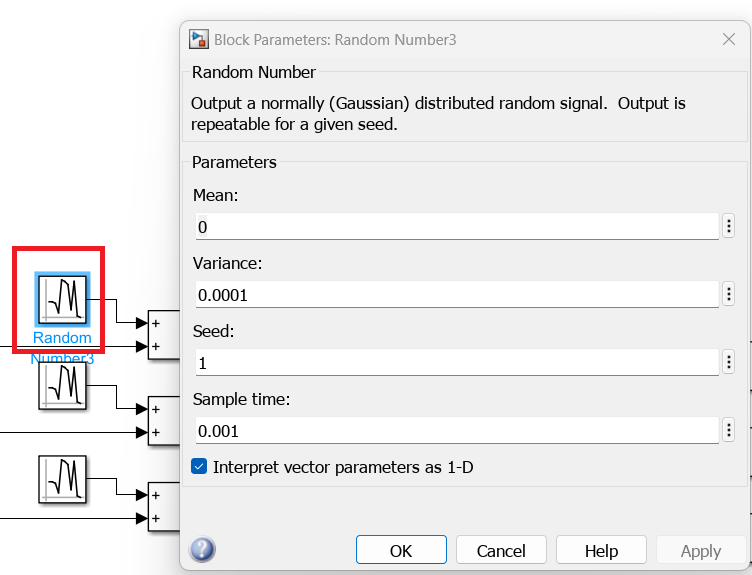 Block Parameters: Random Number3
Random Number
Output a normally (Gaussian) distributed random signal.  Output is
repeatable for a given seed.
Parameters
Mean:
0
Variance:
0.0001
Seed:
1
Sample time:
0.001
Interpret vector parameters as 1-D
OK
Cancel
Help
Apply
Random
Number3
+
+
+
+
+
+